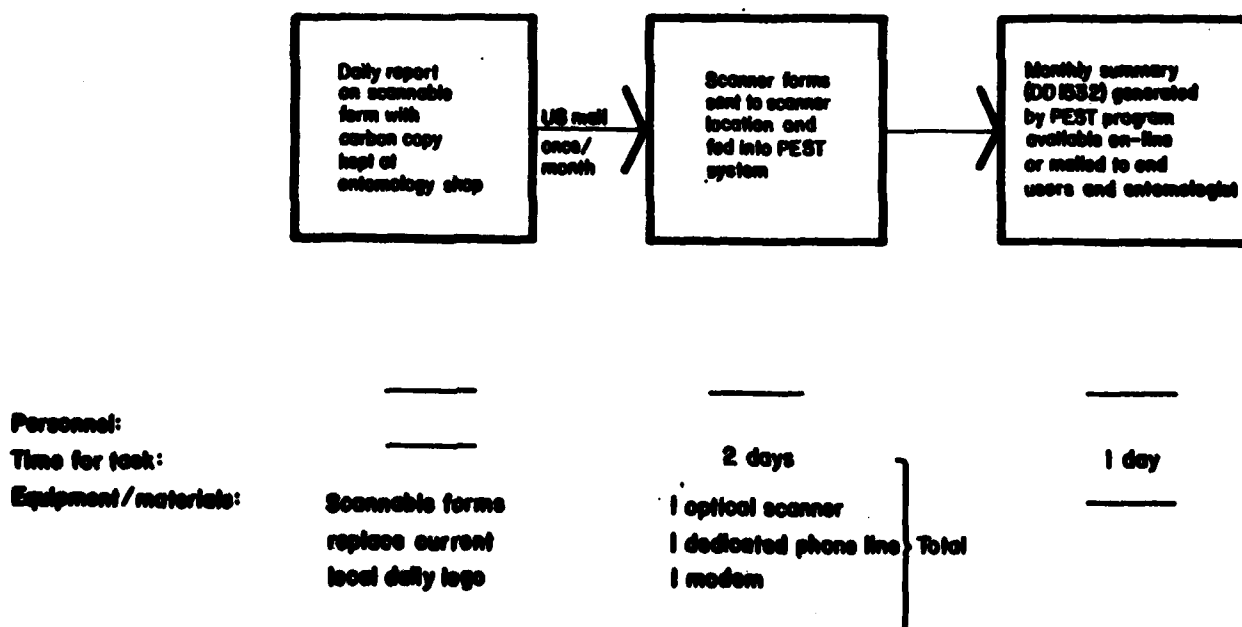 Daily report
on scannable
form with
carbon copy
kept at
entomology shop
US mail
once/
month
Scanner forms
sent to scanner
location and
fed into PEST
system
Monthly summary
(DD 1532) generated
by PEST program
available on-line
or mailed to end
users and entomologist
Personnel:
Time for task: 2 days 1 day
Equipment/materials: Scannable forms 1 optical scanner
replace current 1 dedicated phone line Total
local daily logs 1 modem